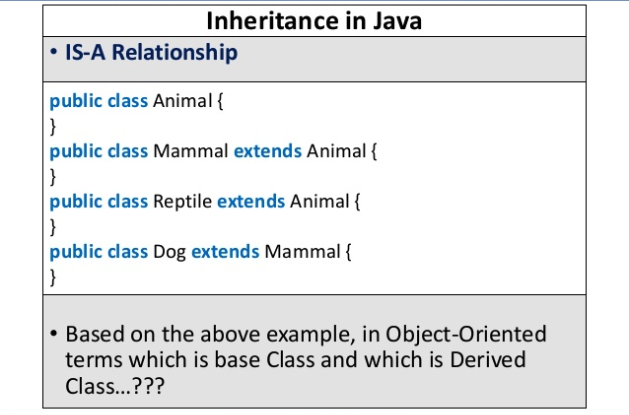 Inheritance in Java
• IS-A Relationship
public class Animal {
}
public class Mammal extends Animal {
}
public class Reptile extends Animal {
}
public class Dog extends Mammal {
}
• Based on the above example, in Object-Oriented
terms which is base Class and which is Derived
Class...???